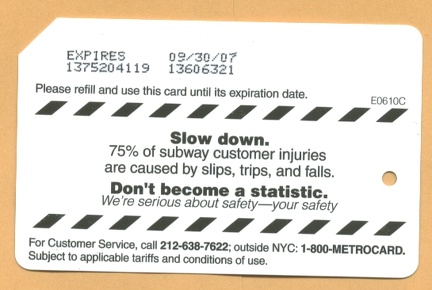 EXPIRES 09/30/07
1375204119 13606321
Please refill and use this card until its expiration date.
E0610C
Slow down.
75% of subway customer injuries
are caused by slips, trips, and falls.
Don't become a statistic.
We're serious about safety—your safety
For Customer Service, call 212-638-7622; outside NYC: 1-800-METROCARD.
Subject to applicable tariffs and conditions of use.